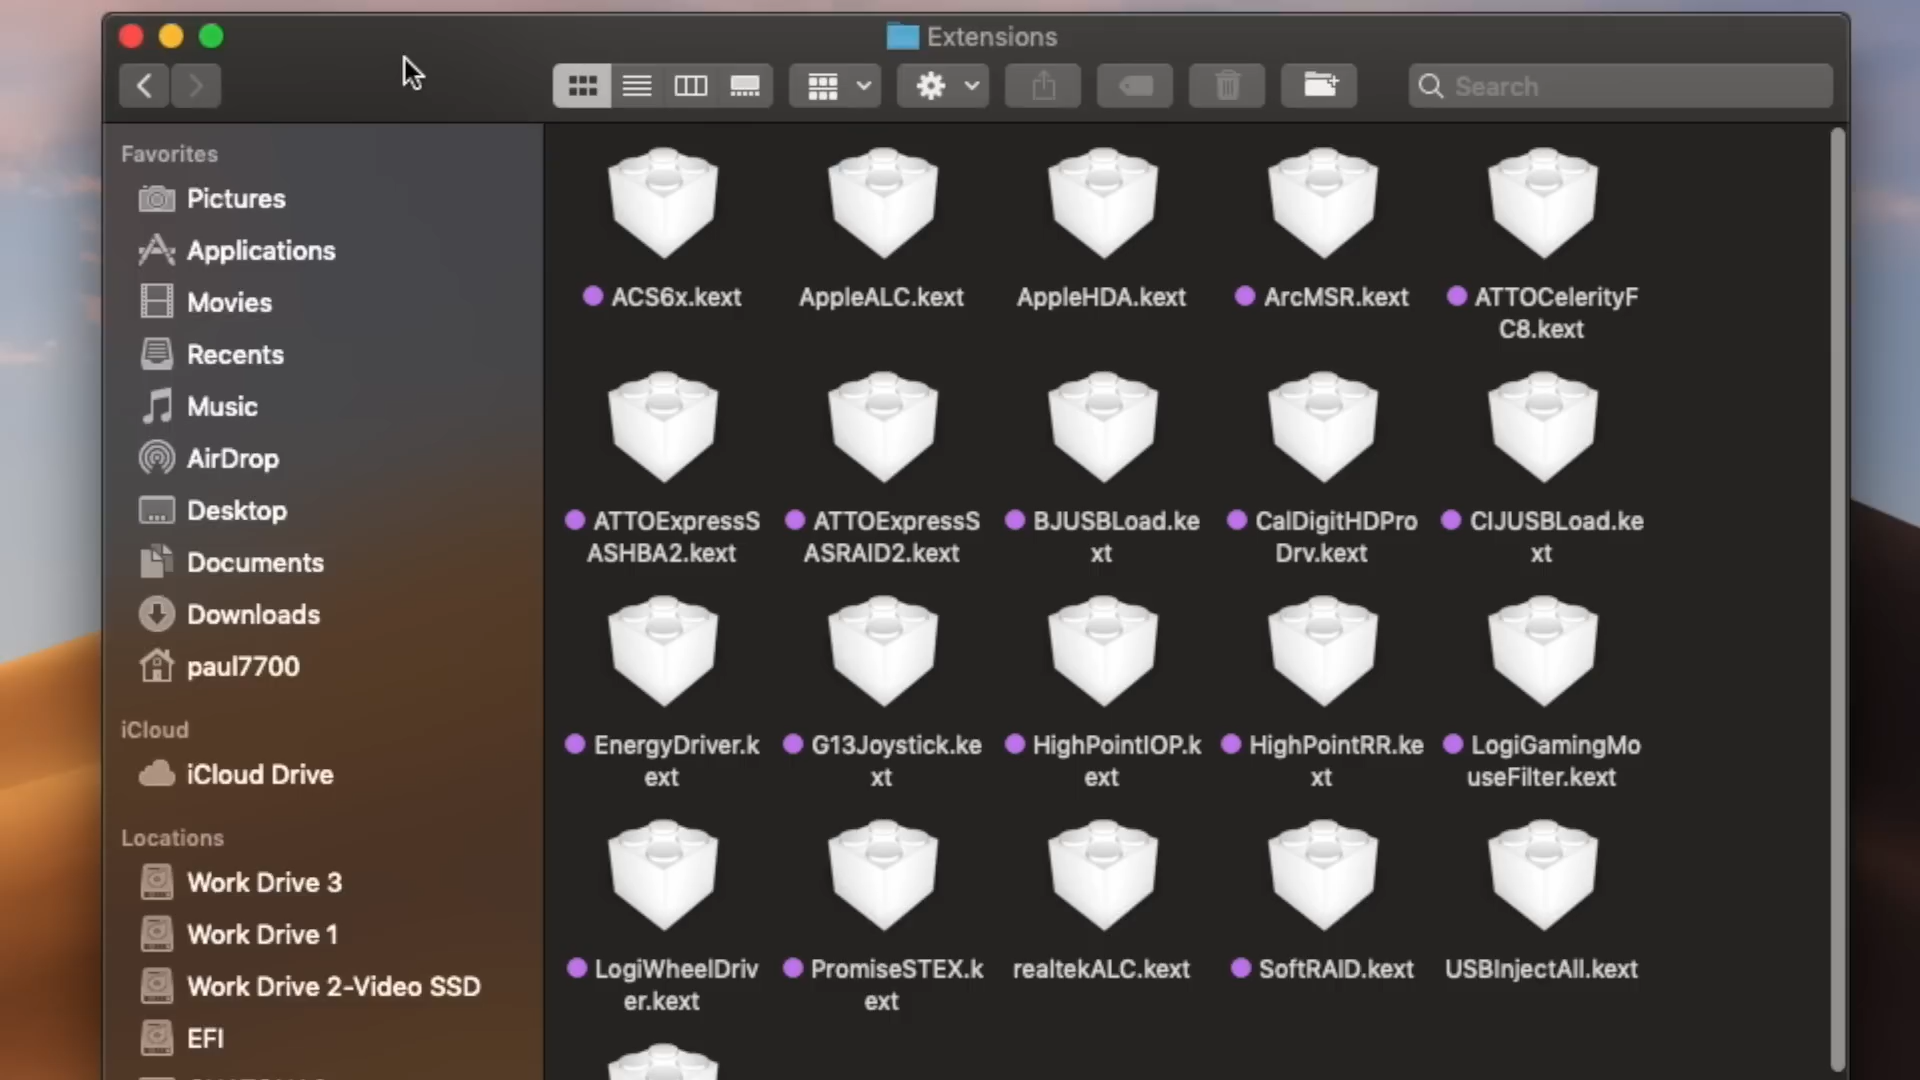 Extensions
Search
Favorites
Pictures
Applications
Movies
Recents
Music
AirDrop
Desktop
Documents
Downloads
paul7700
iCloud
iCloud Drive
Locations
Work Drive 3
Work Drive 1
Work Drive 2-Video SSD
EFI
ACS6x.kext
AppleALC.kext
AppleHDA.kext
ArcMSR.kext
ATTOCelerityF
C8.kext
ATTOExpressS
ASHBA2.kext
ATTOExpressS
ASRAID2.kext
BJUSBLoad.ke
xt
CalDigitHDPro
Drv.kext
CIJUSBLoad.ke
xt
EnergyDriver.k
ext
G13Joystick.ke
xt
HighPointIOP.k
ext
HighPointRR.ke
xt
LogiGamingMo
useFilter.kext
LogiWheelDriv
er.kext
PromiseSTEX.k
ext
realtekALC.kext
SoftRAID.kext
USBInjectAll.kext